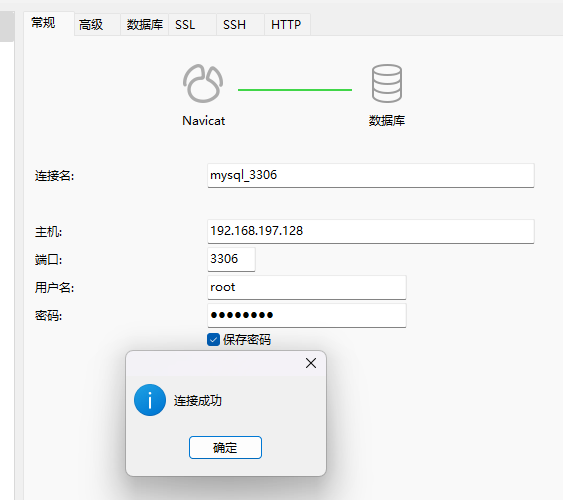 常规 高级 数据库 SSL SSH HTTP
Navicat 数据库
连接名: mysql_3306
主机: 192.168.197.128
端口: 3306
用户名: root
密码: ●●●●●●●●
保存密码
连接成功
确定